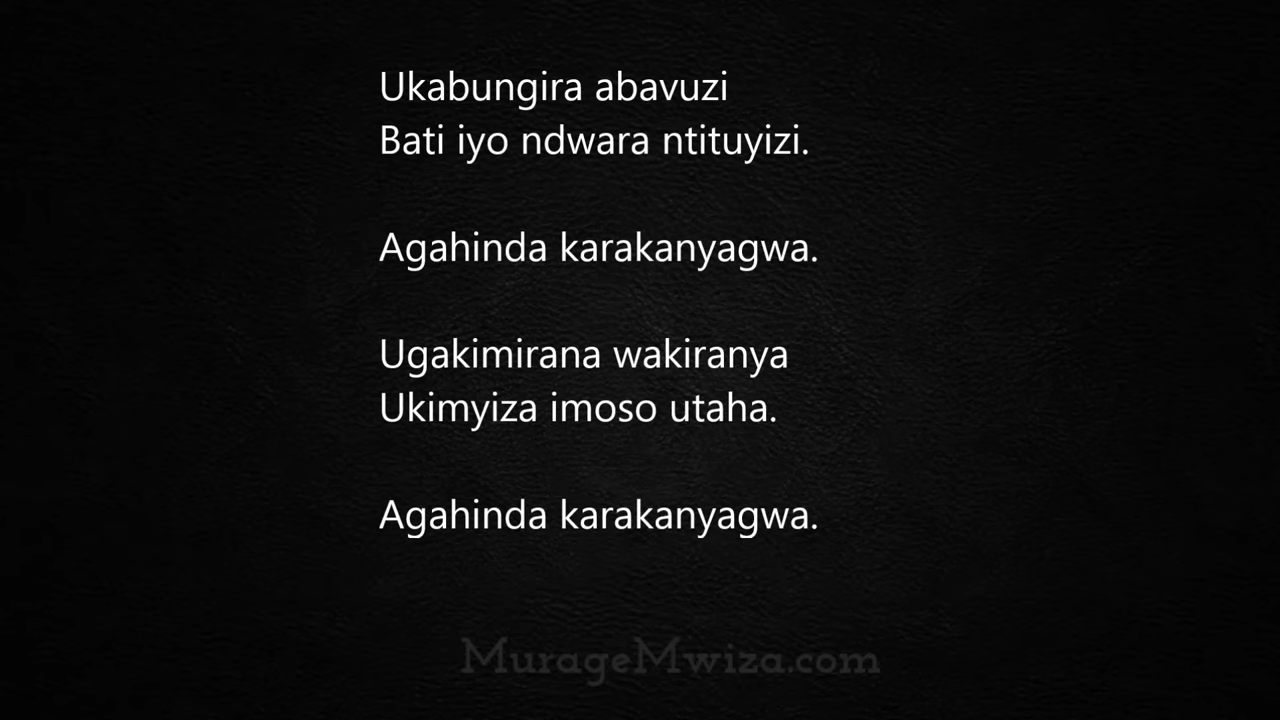 Ukabungira abavuzi
Bati iyo ndwara ntituyizi.
Agahinda karakanyagwa.
Ugakimirana wakiranya
Ukimyiza imoso utaha.
Agahinda karakanyagwa.
MurageMwiza.com